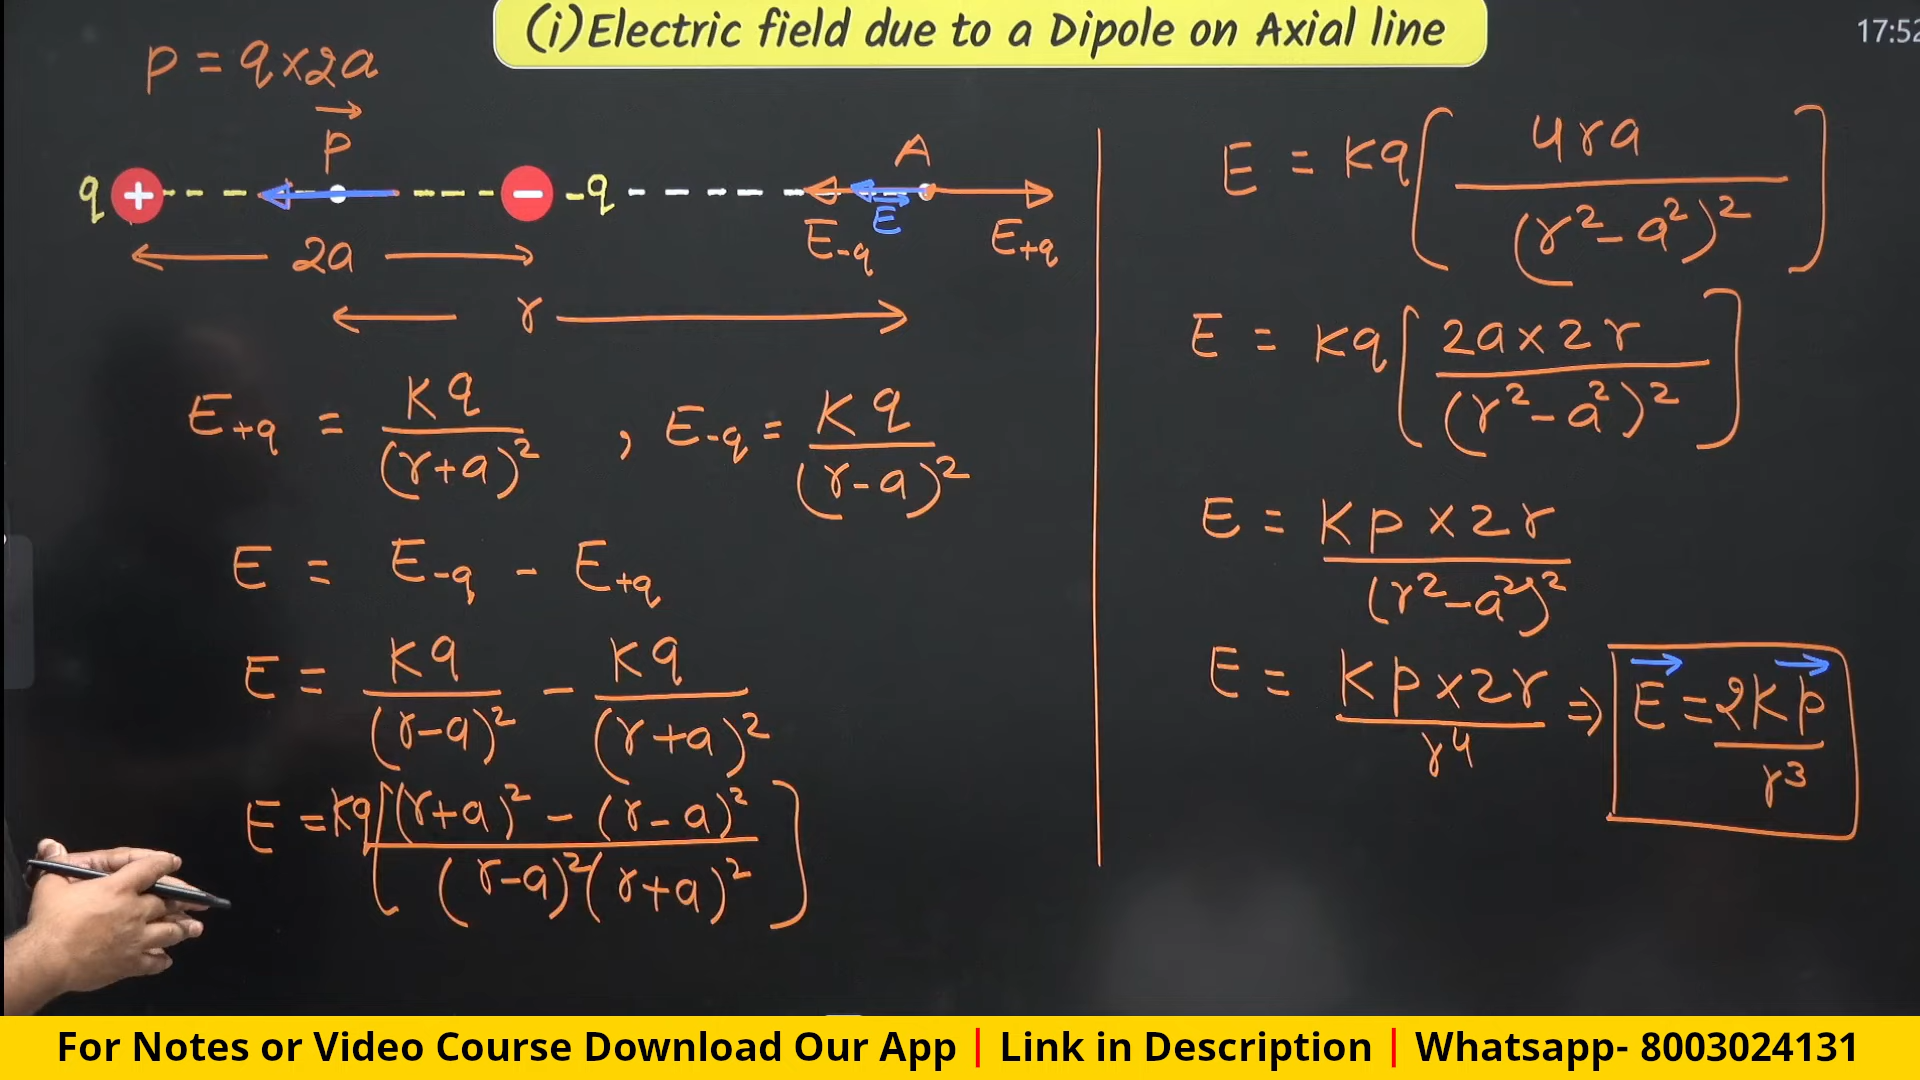 (i)Electric field due to a Dipole on Axial line
17:52
p = q×2a
p
q + - -q A
E
E-q E+q
2a
r
E+q = Kq/(r+a)² , E-q = Kq/(r-a)²
E = E-q - E+q
E = Kq/(r-a)² - Kq/(r+a)²
E = Kq[(r+a)² - (r-a)² / (r-a)²(r+a)²]
E = Kq[4ra / (r²-a²)²]
E = Kq[2a×2r / (r²-a²)²]
E = Kp×2r / (r²-a²)²
E = Kp×2r / r⁴ ⇒ E = 2Kp / r³
For Notes or Video Course Download Our App | Link in Description | Whatsapp- 8003024131